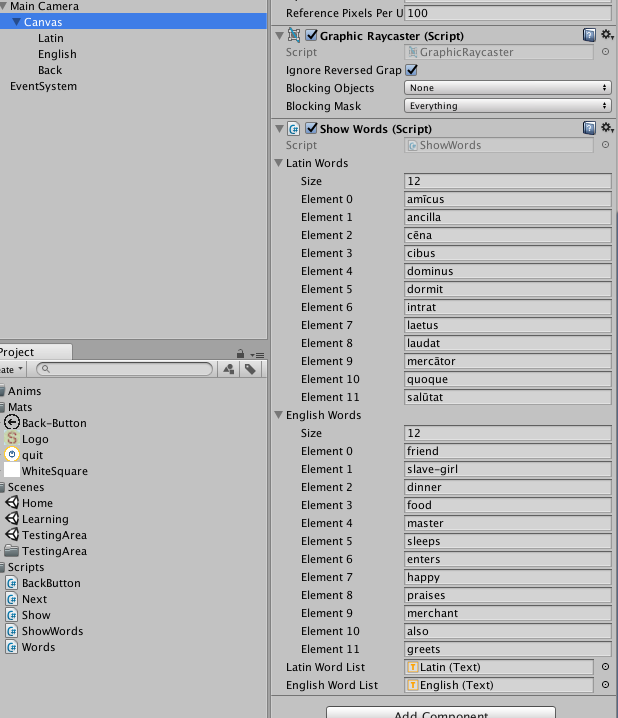 Main Camera
Canvas
Latin
English
Back
EventSystem
Project
ate
Anims
Mats
Back-Button
Logo
quit
WhiteSquare
Scenes
Home
Learning
TestingArea
TestingArea
Scripts
BackButton
Next
Show
ShowWords
Words
Reference Pixels Per U 100
Graphic Raycaster (Script)
Script GraphicRaycaster
Ignore Reversed Grap
Blocking Objects None
Blocking Mask Everything
Show Words (Script)
Script ShowWords
Latin Words
Size 12
Element 0 amīcus
Element 1 ancilla
Element 2 cēna
Element 3 cibus
Element 4 dominus
Element 5 dormit
Element 6 intrat
Element 7 laetus
Element 8 laudat
Element 9 mercātor
Element 10 quoque
Element 11 salūtat
English Words
Size 12
Element 0 friend
Element 1 slave-girl
Element 2 dinner
Element 3 food
Element 4 master
Element 5 sleeps
Element 6 enters
Element 7 happy
Element 8 praises
Element 9 merchant
Element 10 also
Element 11 greets
Latin Word List Latin (Text)
English Word List English (Text)
Add Component